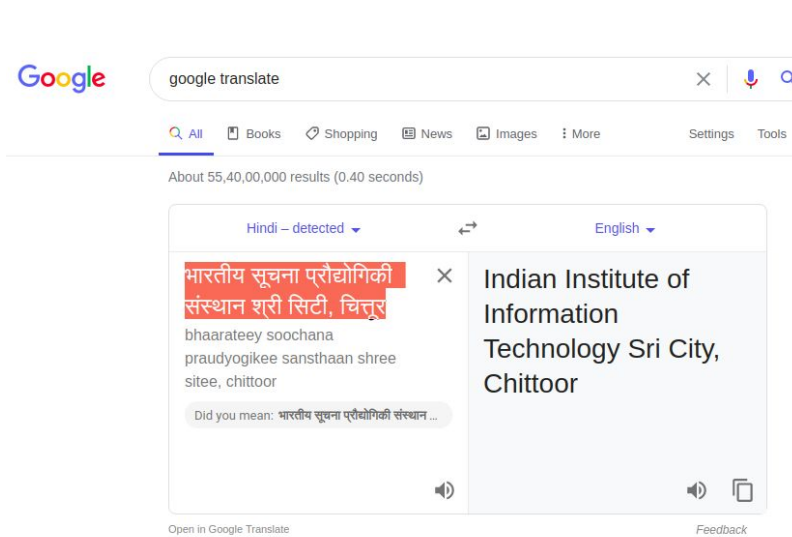 Google
google translate
All Books Shopping News Images More Settings Tools
About 55,40,00,000 results (0.40 seconds)
Hindi – detected English
भारतीय सूचना प्रौद्योगिकी
संस्थान श्री सिटी, चित्तूर
bhaarateey soochana
praudyogikee sansthaan shree
sitee, chittoor
Did you mean: भारतीय सूचना प्रौद्योगिकी संस्थान ...
Indian Institute of
Information
Technology Sri City,
Chittoor
Open in Google Translate Feedback